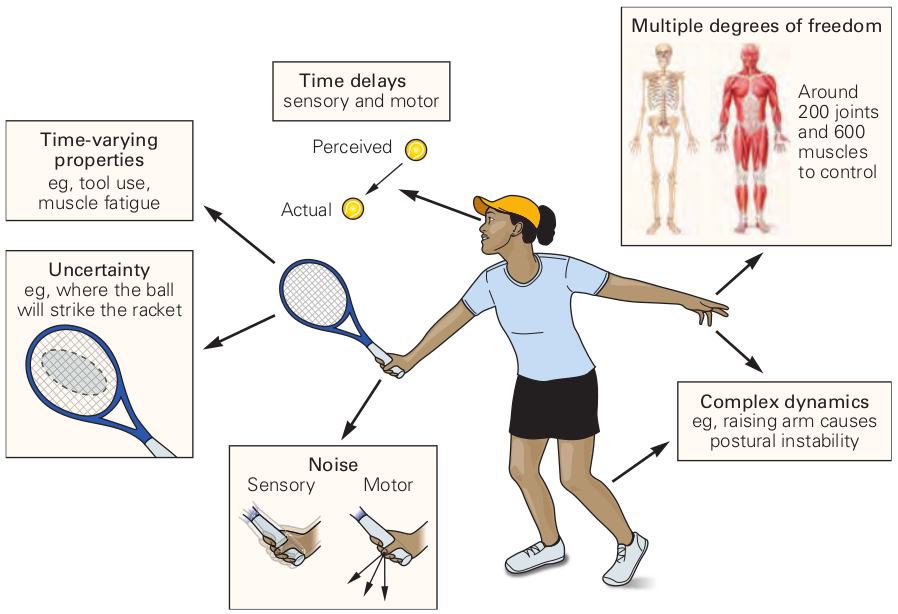 Multiple degrees of freedom
Around
200 joints
and 600
muscles
to control
Time delays
sensory and motor
Perceived
Actual
Time-varying
properties
eg, tool use,
muscle fatigue
Uncertainty
eg, where the ball
will strike the racket
Complex dynamics
eg, raising arm causes
postural instability
Noise
Sensory
Motor